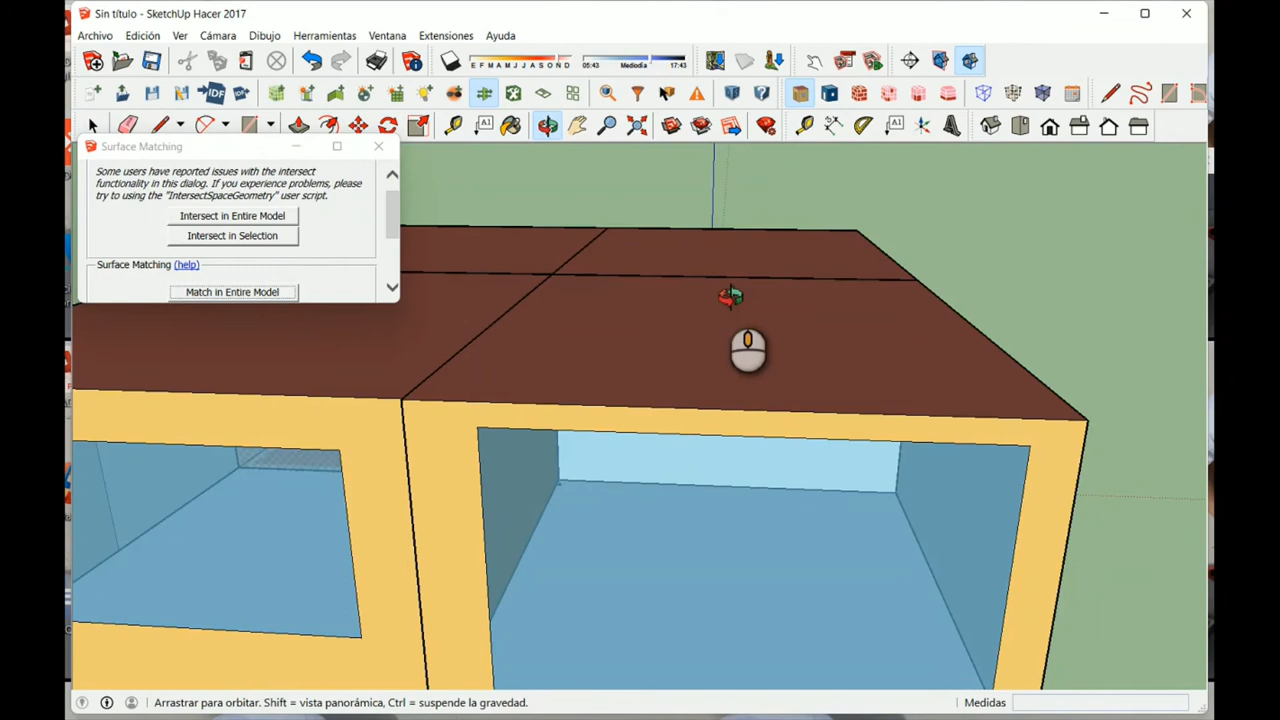 Sin título - SketchUp Hacer 2017
Archivo Edición Ver Cámara Dibujo Herramientas Ventana Extensiones Ayuda
E F M A M J J A S O N D 05:43 Mediodía 17:43
IDF
A1 A1
Surface Matching
Some users have reported issues with the intersect
functionality in this dialog. If you experience problems, please
try to using the "IntersectSpaceGeometry" user script.
Intersect in Entire Model
Intersect in Selection
Surface Matching (help)
Match in Entire Model
Arrastrar para orbitar. Shift = vista panorámica, Ctrl = suspende la gravedad.
Medidas